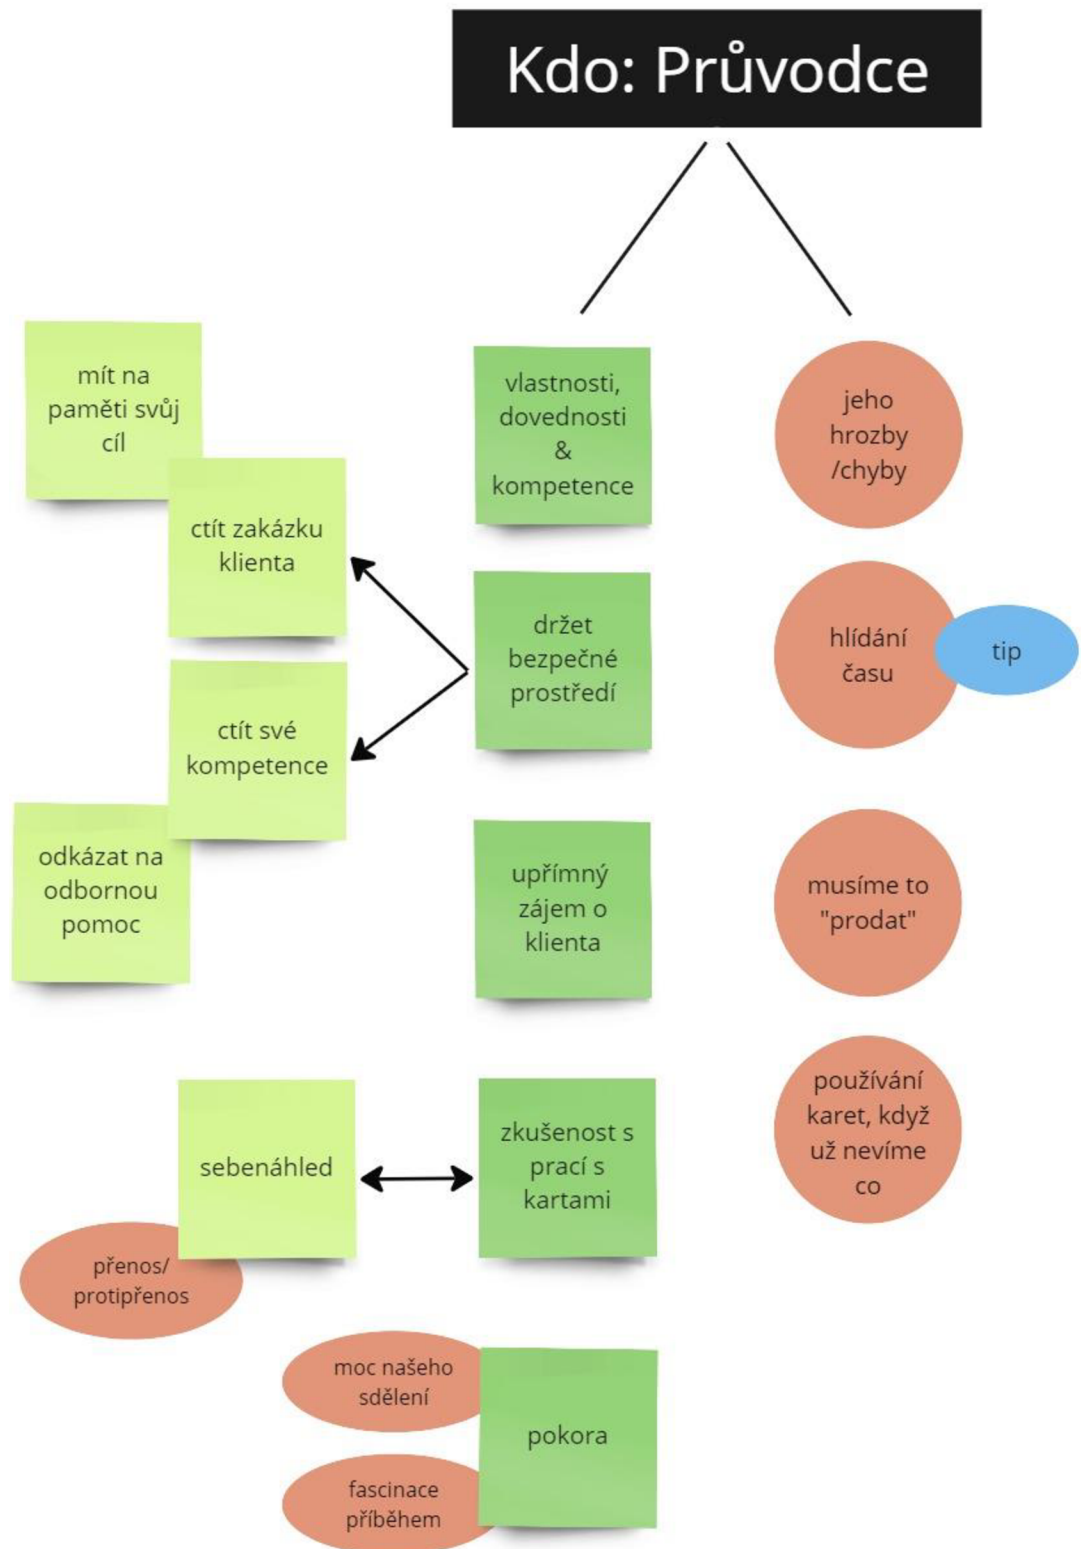 Kdo: Průvodce
mít na
paměti svůj
cíl
ctít zakázku
klienta
ctít své
kompetence
odkázat na
odbornou
pomoc
vlastnosti,
dovednosti
&
kompetence
držet
bezpečné
prostředí
upřímný
zájem o
klienta
sebenáhled
zkušenost s
prací s
kartami
přenos/
protipřenos
moc našeho
sdělení
fascinace
příběhem
pokora
jeho
hrozby
/chyby
hlídání
času
tip
musíme to
"prodat"
používání
karet, když
už nevíme
co